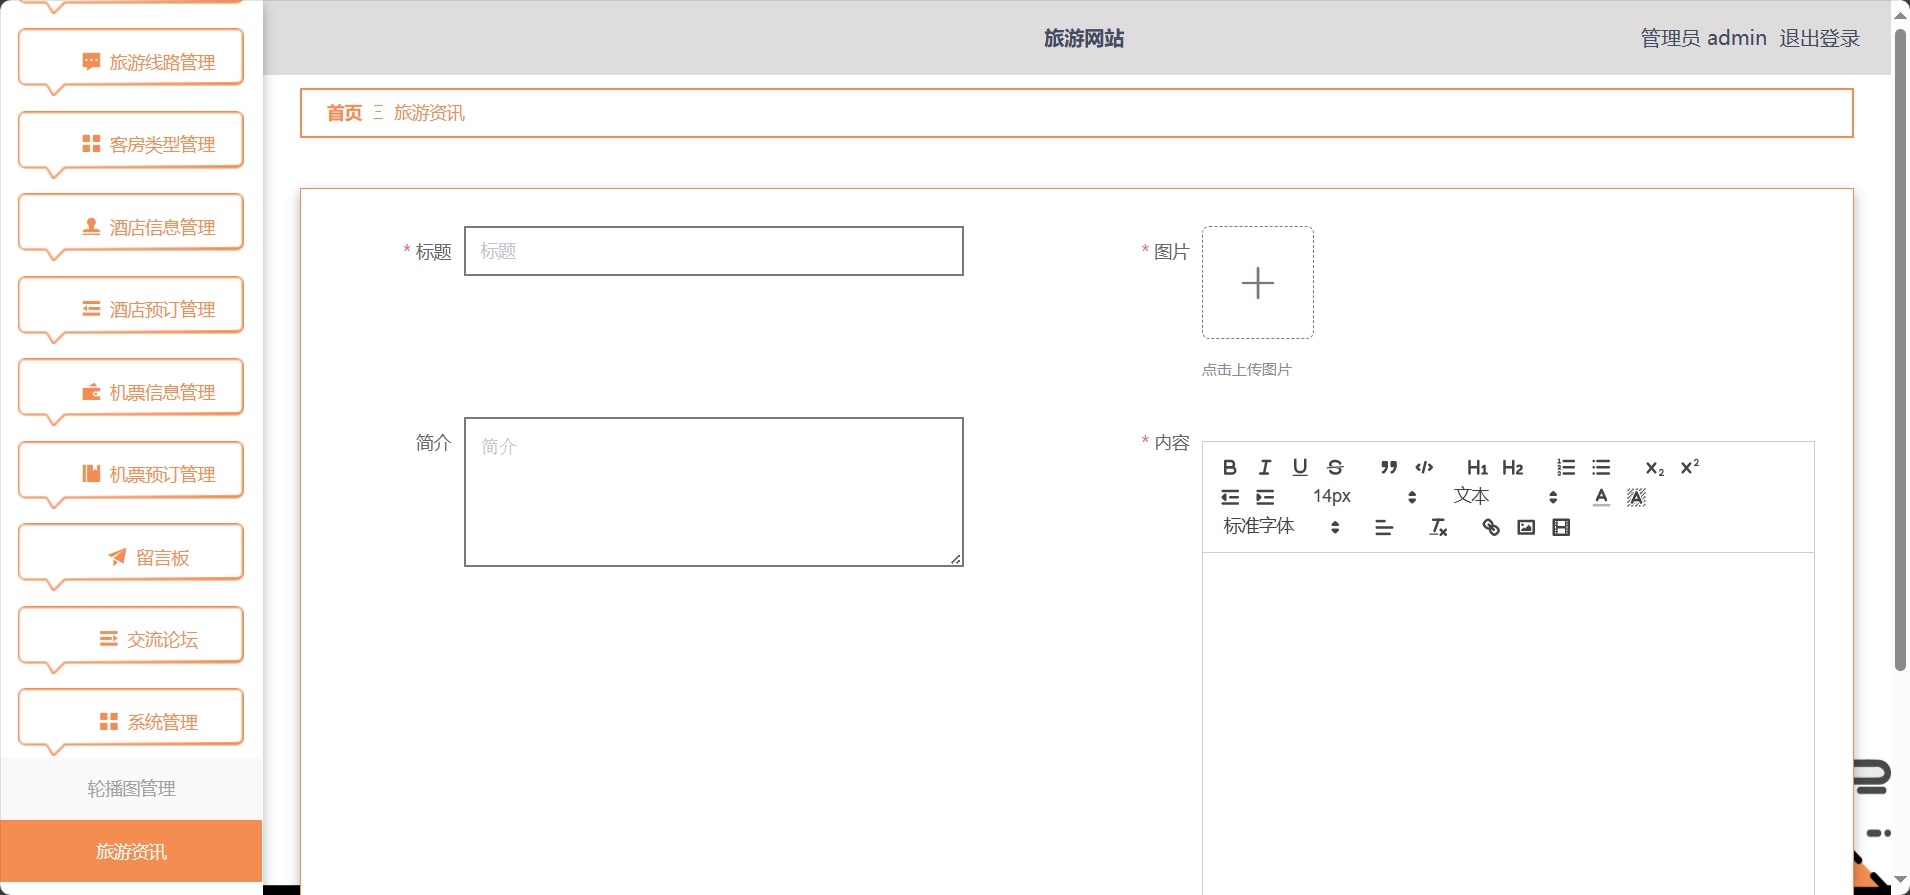 旅游网站
管理员 admin 退出登录
旅游线路管理
客房类型管理
酒店信息管理
酒店预订管理
机票信息管理
机票预订管理
留言板
交流论坛
系统管理
轮播图管理
旅游资讯
首页 Ξ 旅游资讯
* 标题
标题
* 图片
点击上传图片
简介
简介
* 内容
B I U S ” </> H1 H2 X2 X2
14px 文本 A A
标准字体